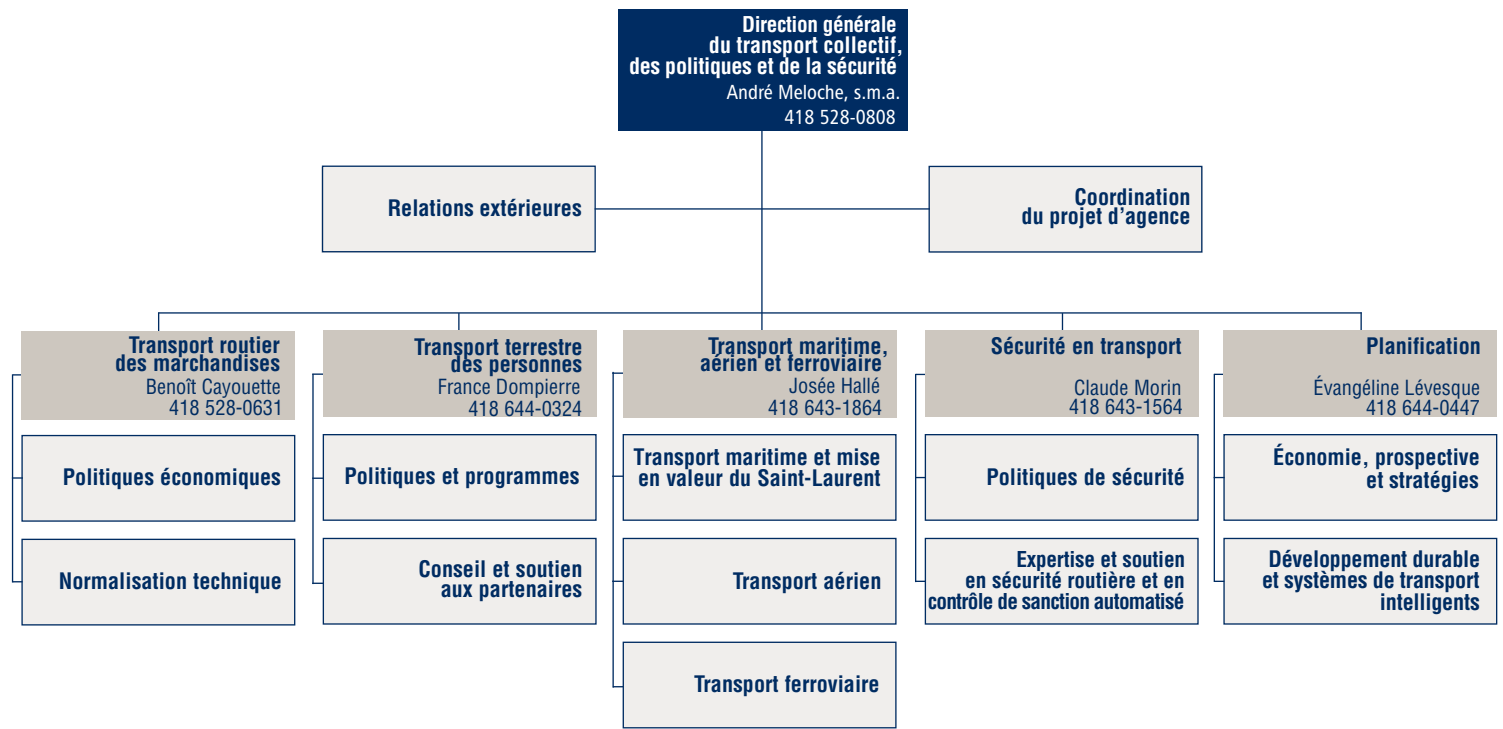 Direction générale
du transport collectif,
des politiques et de la sécurité
André Meloche, s.m.a.
418 528-0808
Relations extérieures
Coordination
du projet d'agence
Transport routier
des marchandises
Benoît Cayouette
418 528-0631
Politiques économiques
Normalisation technique
Transport terrestre
des personnes
France Dompierre
418 644-0324
Politiques et programmes
Conseil et soutien
aux partenaires
Transport maritime,
aérien et ferroviaire
Josée Hallé
418 643-1864
Transport maritime et mise
en valeur du Saint-Laurent
Transport aérien
Transport ferroviaire
Sécurité en transport
Claude Morin
418 643-1564
Politiques de sécurité
Expertise et soutien
en sécurité routière et en
contrôle de sanction automatisé
Planification
Évangéline Lévesque
418 644-0447
Économie, prospective
et stratégies
Développement durable
et systèmes de transport
intelligents